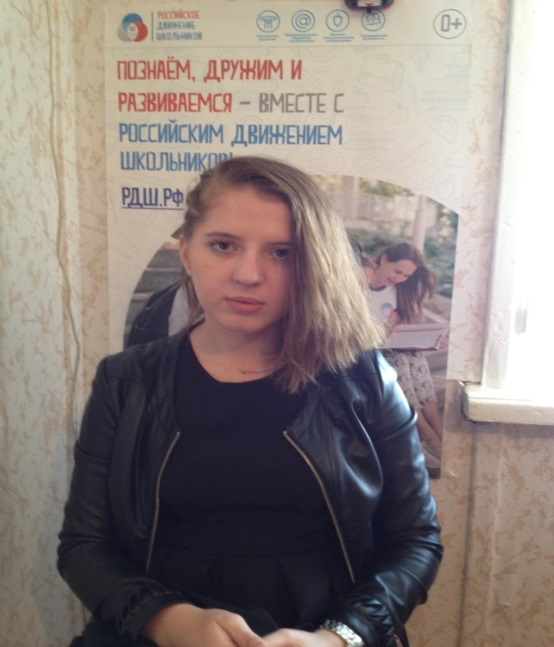 РОССИЙСКОЕ
ДВИЖЕНИЕ
ШКОЛЬНИКОВ
0+
ПОЗНАЁМ, ДРУЖИМ И
РАЗВИВАЕМСЯ – ВМЕСТЕ С
РОССИЙСКИМ ДВИЖЕНИЕМ
ШКОЛЬНИКОВ!
РДШ.РФ